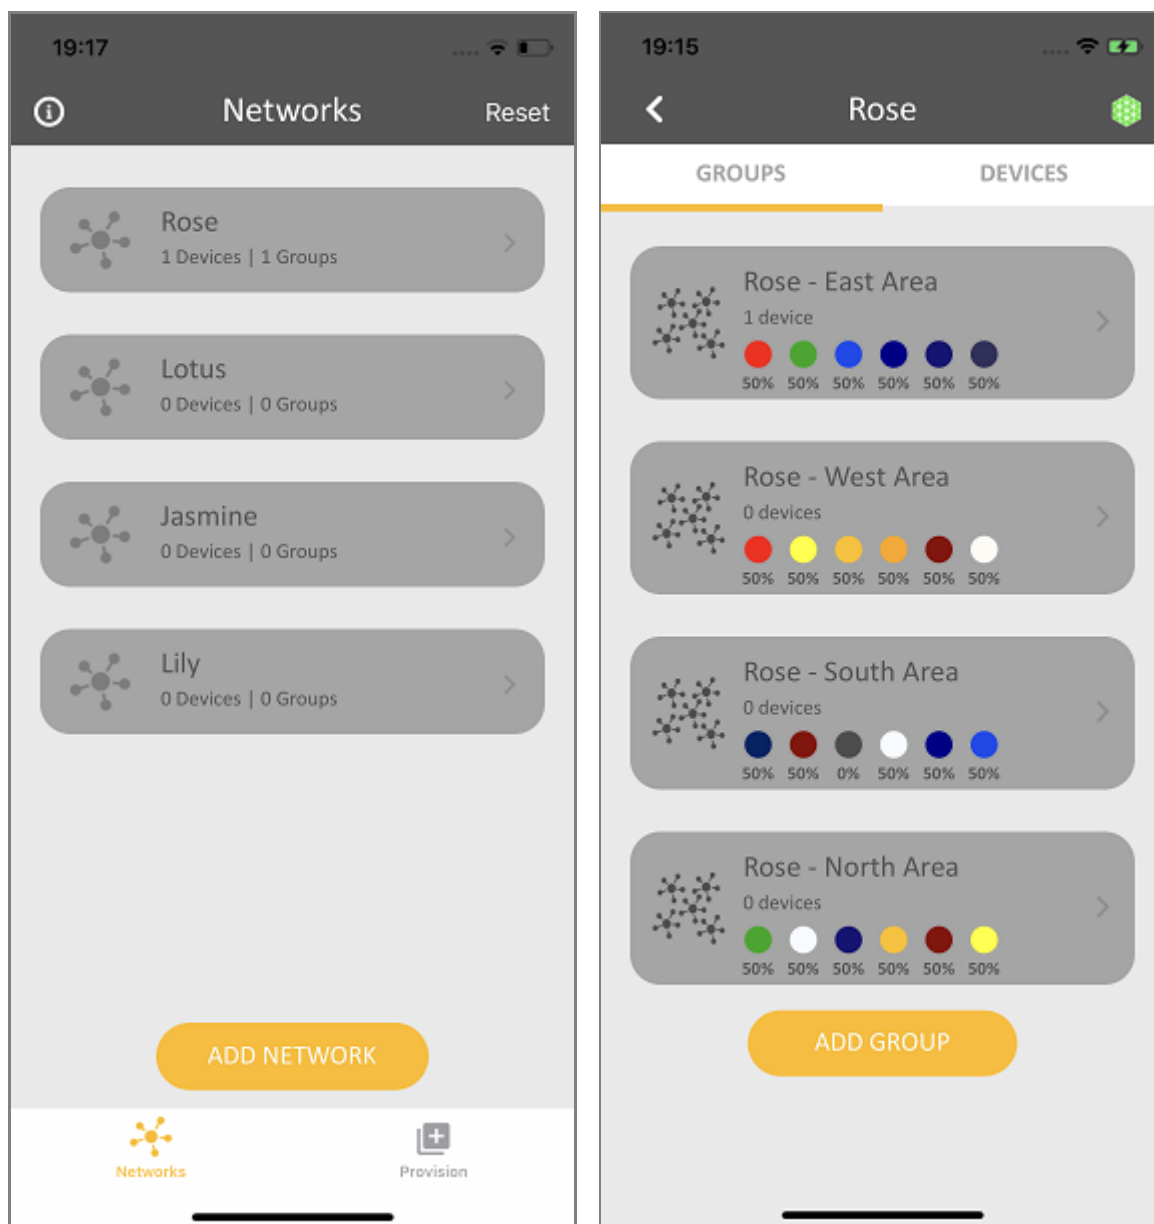 19:17
Networks
Reset
Rose
1 Devices | 1 Groups
Lotus
0 Devices | 0 Groups
Jasmine
0 Devices | 0 Groups
Lily
0 Devices | 0 Groups
ADD NETWORK
Networks
Provision
19:15
Rose
GROUPS
DEVICES
Rose - East Area
1 device
50% 50% 50% 50% 50% 50%
Rose - West Area
0 devices
50% 50% 50% 50% 50% 50%
Rose - South Area
0 devices
50% 50% 0% 50% 50% 50%
Rose - North Area
0 devices
50% 50% 50% 50% 50% 50%
ADD GROUP